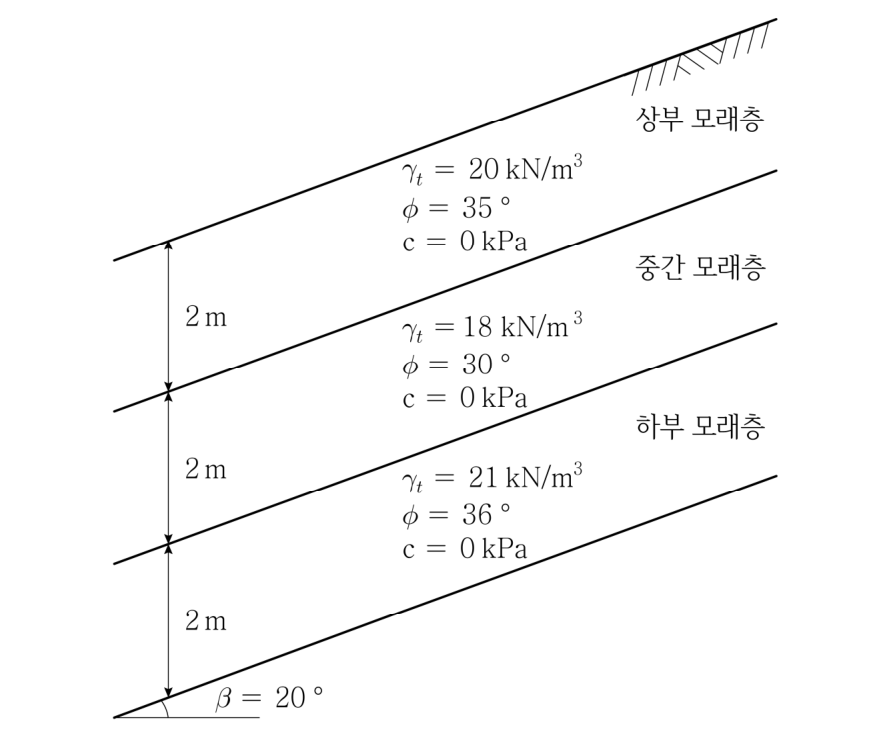 상부 모래층
γt = 20 kN/m³
ϕ = 35°
c = 0 kPa
중간 모래층
2 m
γt = 18 kN/m³
ϕ = 30°
c = 0 kPa
하부 모래층
2 m
γt = 21 kN/m³
ϕ = 36°
c = 0 kPa
2 m
β = 20°